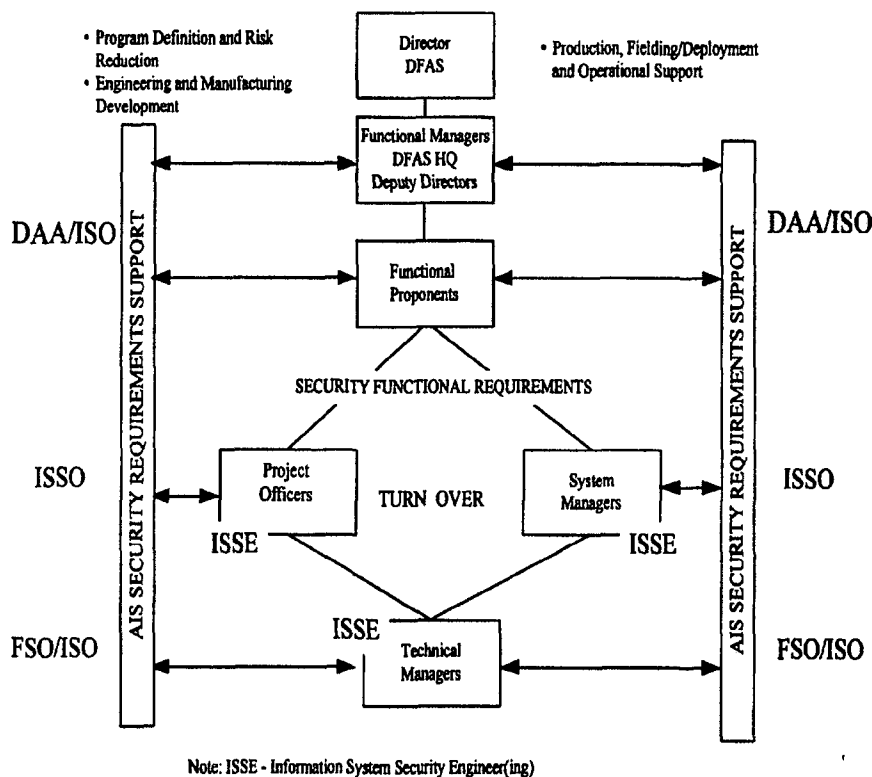 • Program Definition and Risk
Reduction
• Engineering and Manufacturing
Development
Director
DFAS
• Production, Fielding/Deployment
and Operational Support
Functional Managers
DFAS HQ
Deputy Directors
DAA/ISO
DAA/ISO
Functional
Proponents
AIS SECURITY REQUIREMENTS SUPPORT
AIS SECURITY REQUIREMENTS SUPPORT
SECURITY FUNCTIONAL REQUIREMENTS
ISSO
Project
Officers
TURN OVER
System
Managers
ISSO
ISSE
ISSE
ISSE
FSO/ISO
Technical
Managers
FSO/ISO
Note: ISSE - Information System Security Engineer(ing)